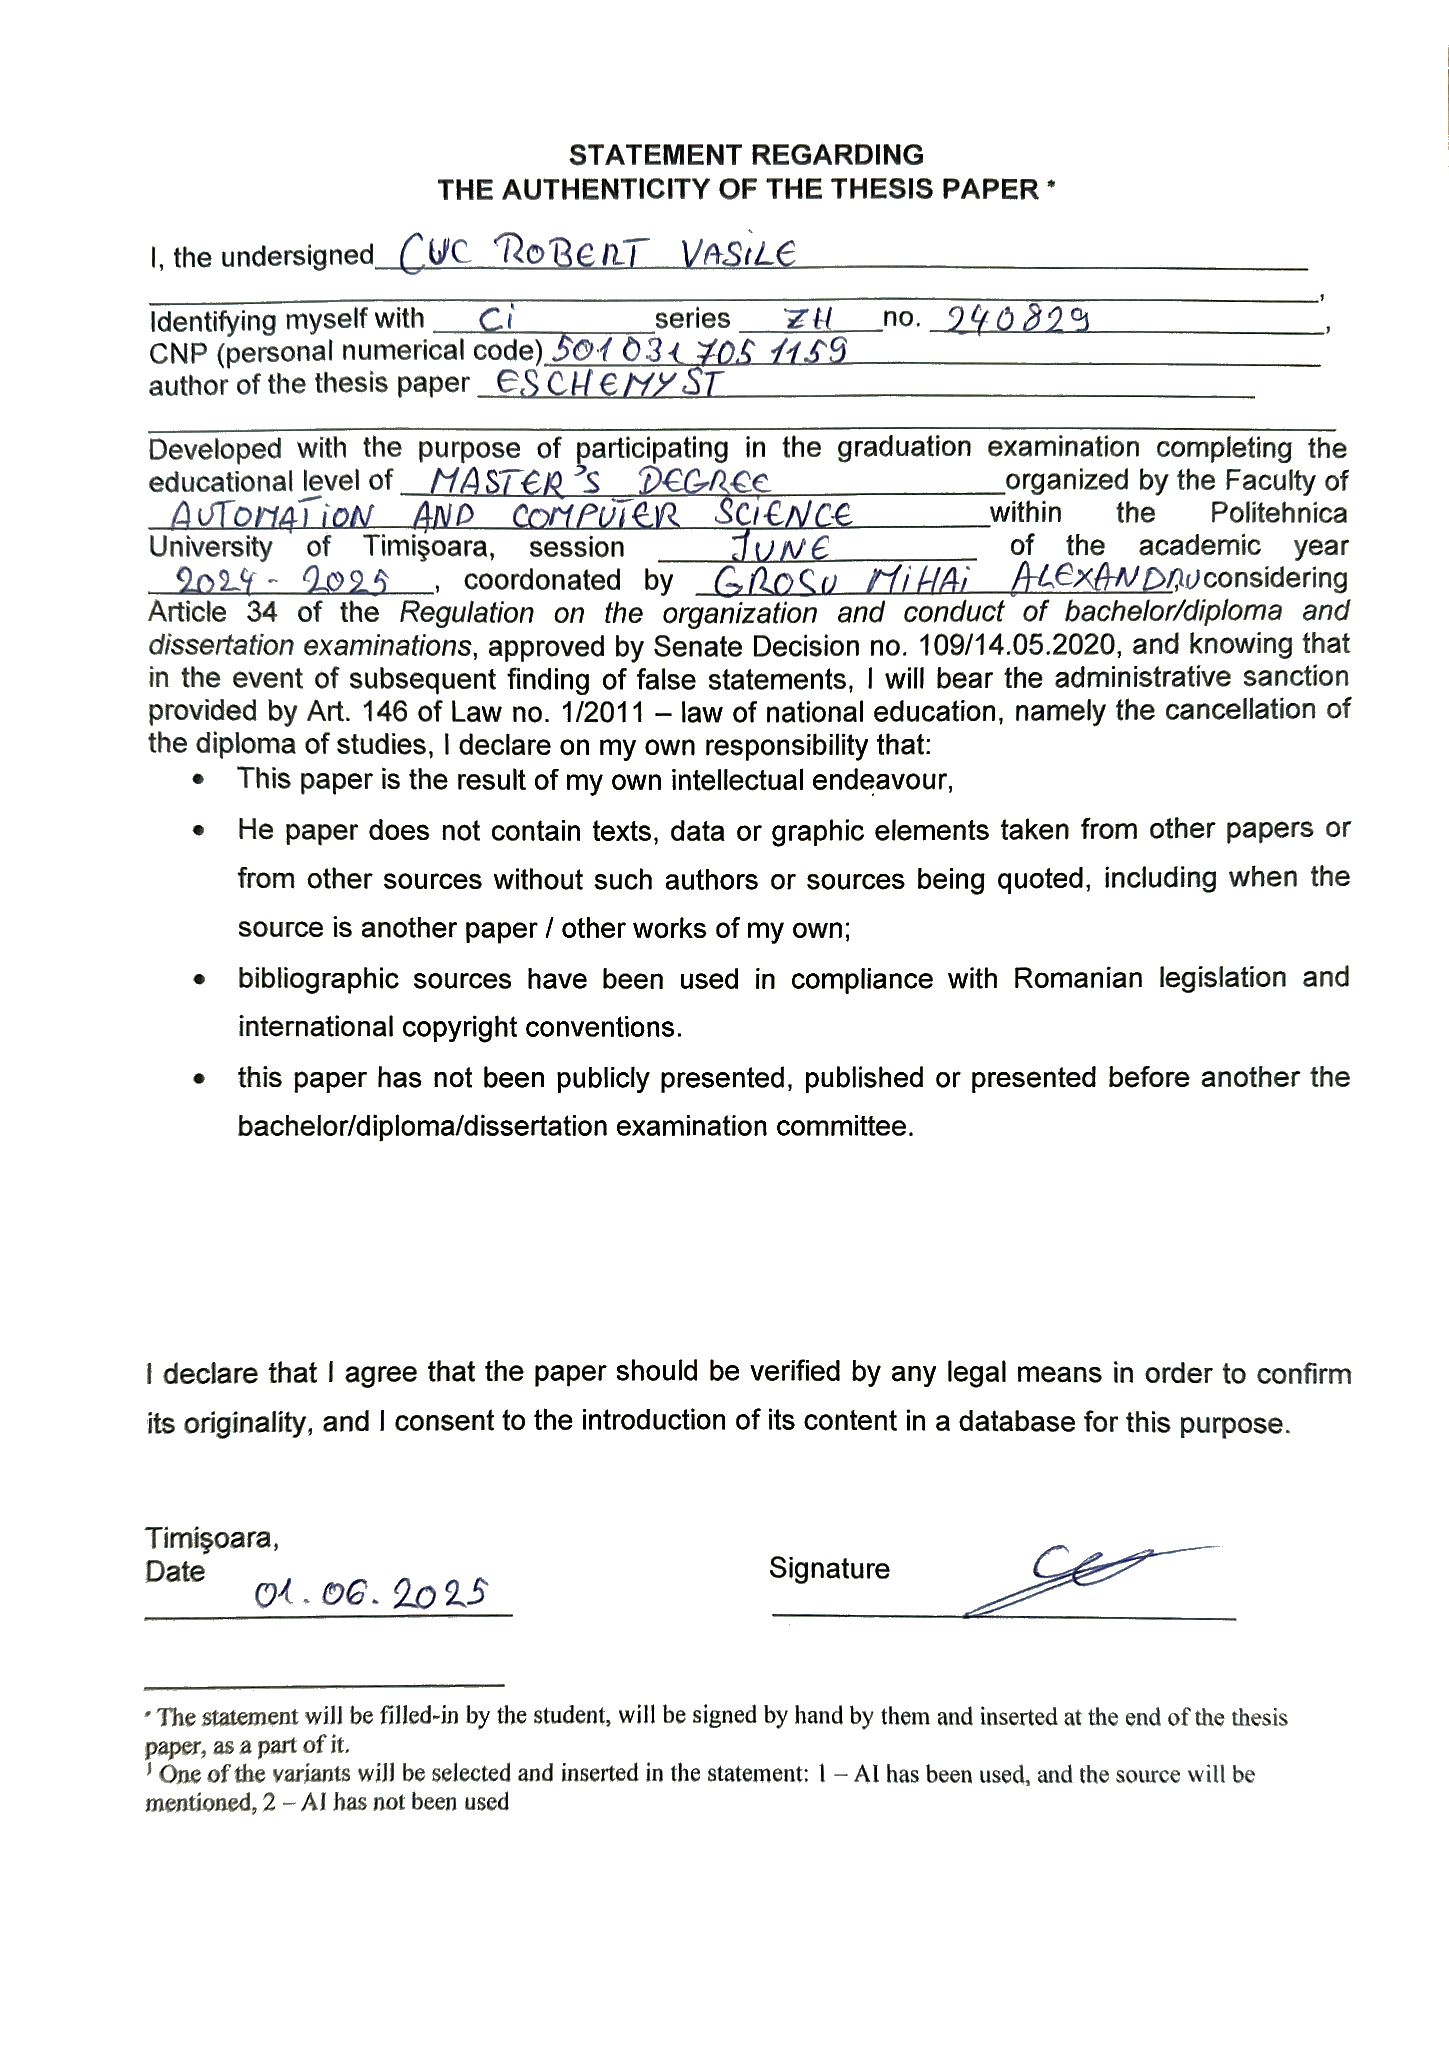 STATEMENT REGARDING
THE AUTHENTICITY OF THE THESIS PAPER *
I, the undersigned CUC ROBERT VASILE
,
Identifying myself with Ci series ZH no. 240829 ,
CNP (personal numerical code) 501 031 705 1159
author of the thesis paper ESCHEMYST
Developed with the purpose of participating in the graduation examination completing the
educational level of MASTER'S DEGREE organized by the Faculty of
AUTOMATION AND COMPUTER SCIENCE within the Politehnica
University of Timişoara, session JUNE of the academic year
2024 - 2025 , coordonated by GROSU MIHAI ALEXANDRU considering
Article 34 of the Regulation on the organization and conduct of bachelor/diploma and
dissertation examinations, approved by Senate Decision no. 109/14.05.2020, and knowing that
in the event of subsequent finding of false statements, I will bear the administrative sanction
provided by Art. 146 of Law no. 1/2011 – law of national education, namely the cancellation of
the diploma of studies, I declare on my own responsibility that:
• This paper is the result of my own intellectual endeavour,
• He paper does not contain texts, data or graphic elements taken from other papers or
from other sources without such authors or sources being quoted, including when the
source is another paper / other works of my own;
• bibliographic sources have been used in compliance with Romanian legislation and
international copyright conventions.
• this paper has not been publicly presented, published or presented before another the
bachelor/diploma/dissertation examination committee.
I declare that I agree that the paper should be verified by any legal means in order to confirm
its originality, and I consent to the introduction of its content in a database for this purpose.
Timişoara,
Date 01.06.2025
Signature
* The statement will be filled-in by the student, will be signed by hand by them and inserted at the end of the thesis
paper, as a part of it.
1 One of the variants will be selected and inserted in the statement: 1 – AI has been used, and the source will be
mentioned, 2 – AI has not been used